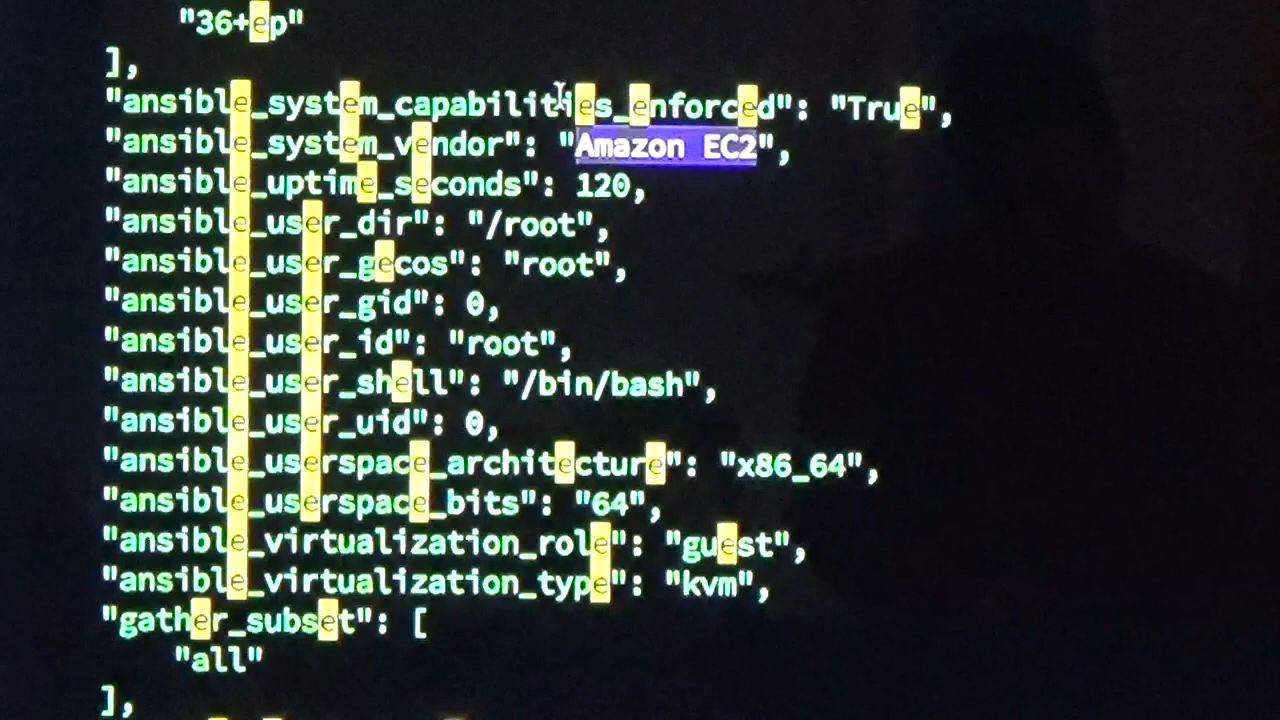 "36+ep"
],
"ansible_system_capabilities_enforced": "True",
"ansible_system_vendor": "Amazon EC2",
"ansible_uptime_seconds": 120,
"ansible_user_dir": "/root",
"ansible_user_gecos": "root",
"ansible_user_gid": 0,
"ansible_user_id": "root",
"ansible_user_shell": "/bin/bash",
"ansible_user_uid": 0,
"ansible_userspace_architecture": "x86_64",
"ansible_userspace_bits": "64",
"ansible_virtualization_role": "guest",
"ansible_virtualization_type": "kvm",
"gather_subset": [
"all"
],